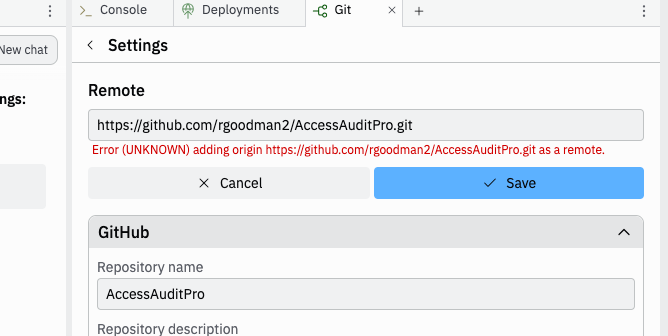 Console
Deployments
Git
New chat
Settings
ngs:
Remote
https://github.com/rgoodman2/AccessAuditPro.git
Error (UNKNOWN) adding origin https://github.com/rgoodman2/AccessAuditPro.git as a remote.
Cancel
Save
GitHub
Repository name
AccessAuditPro
Repository description